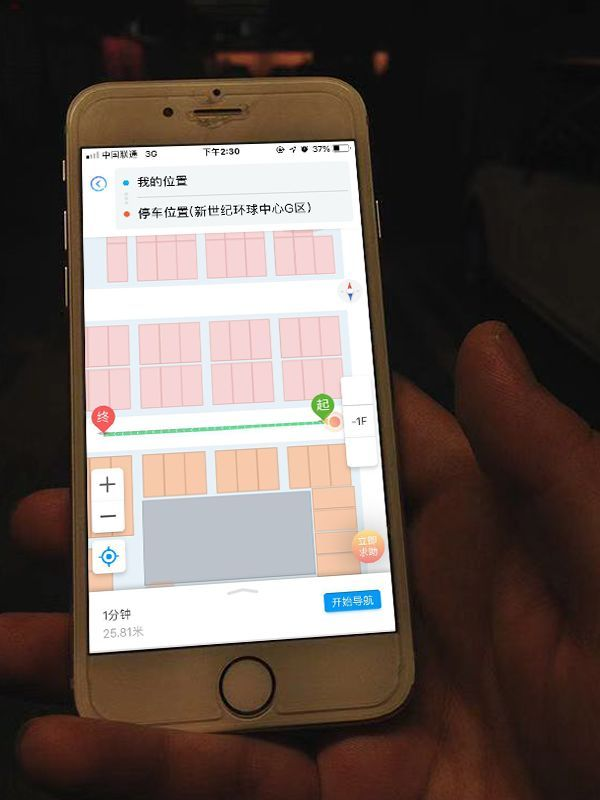 中国联通 3G 下午2:30 37%
我的位置
停车位置(新世纪环球中心G区)
起
终
-1F
+
−
立即
求助
1分钟
开始导航
25.81米